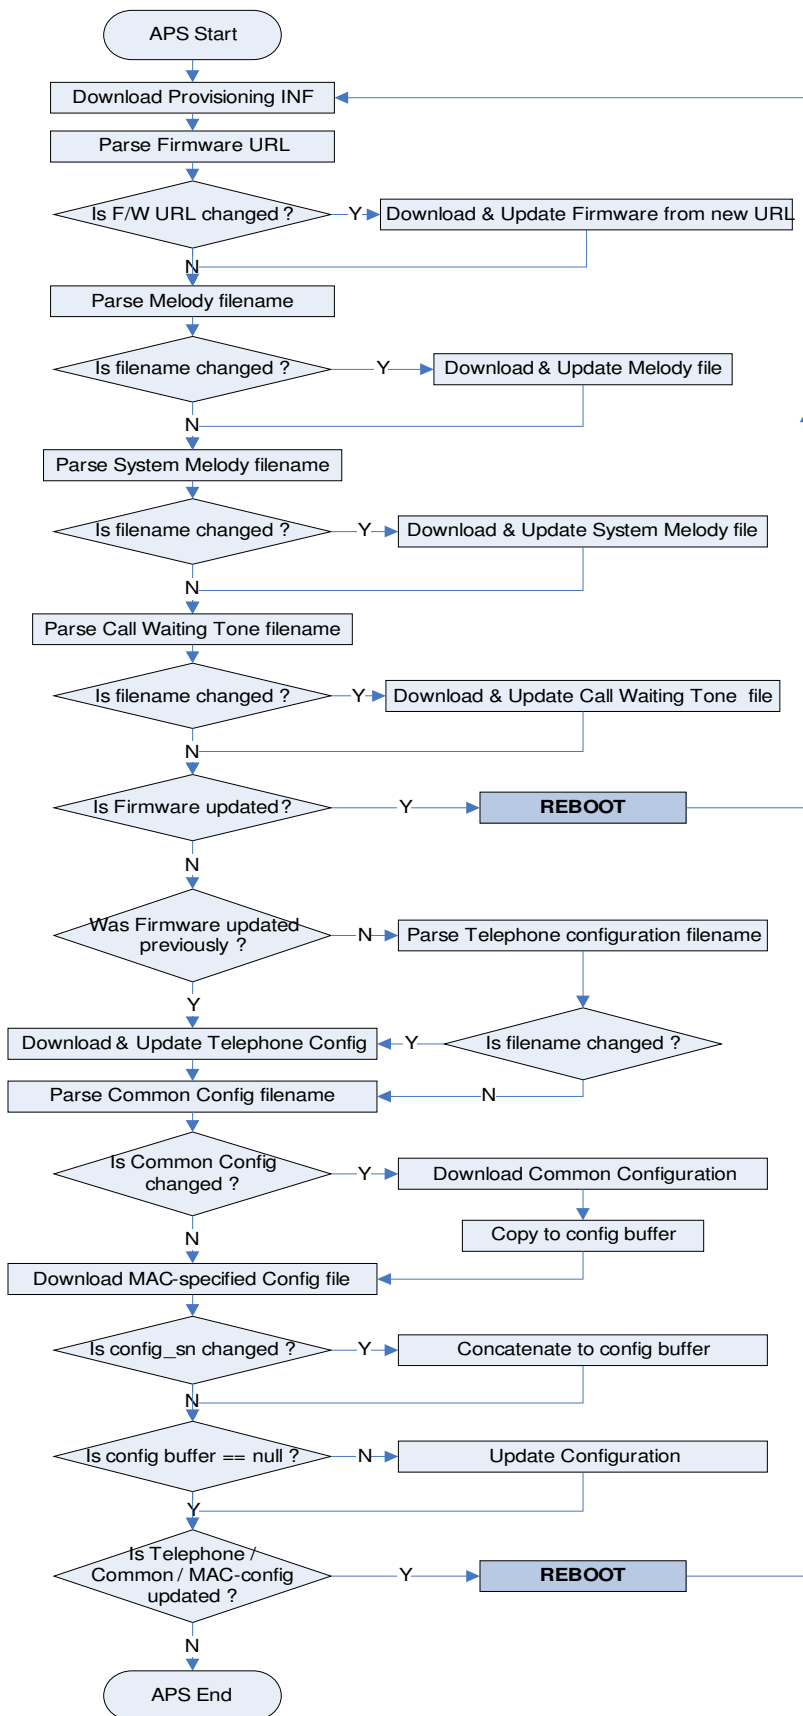 APS Start
Download Provisioning INF
Parse Firmware URL
Is F/W URL changed ?
Y
Download & Update Firmware from new URL
N
Parse Melody filename
Is filename changed ?
Y
Download & Update Melody file
N
Parse System Melody filename
Is filename changed ?
Y
Download & Update System Melody file
N
Parse Call Waiting Tone filename
Is filename changed ?
Y
Download & Update Call Waiting Tone file
N
Is Firmware updated?
Y
REBOOT
N
Was Firmware updated
previously ?
N
Parse Telephone configuration filename
Y
Download & Update Telephone Config
Y
Is filename changed ?
Parse Common Config filename
N
Is Common Config
changed ?
Y
Download Common Configuration
Copy to config buffer
N
Download MAC-specified Config file
Is config_sn changed ?
Y
Concatenate to config buffer
N
Is config buffer == null ?
N
Update Configuration
Y
Is Telephone /
Common / MAC-config
updated ?
Y
REBOOT
N
APS End